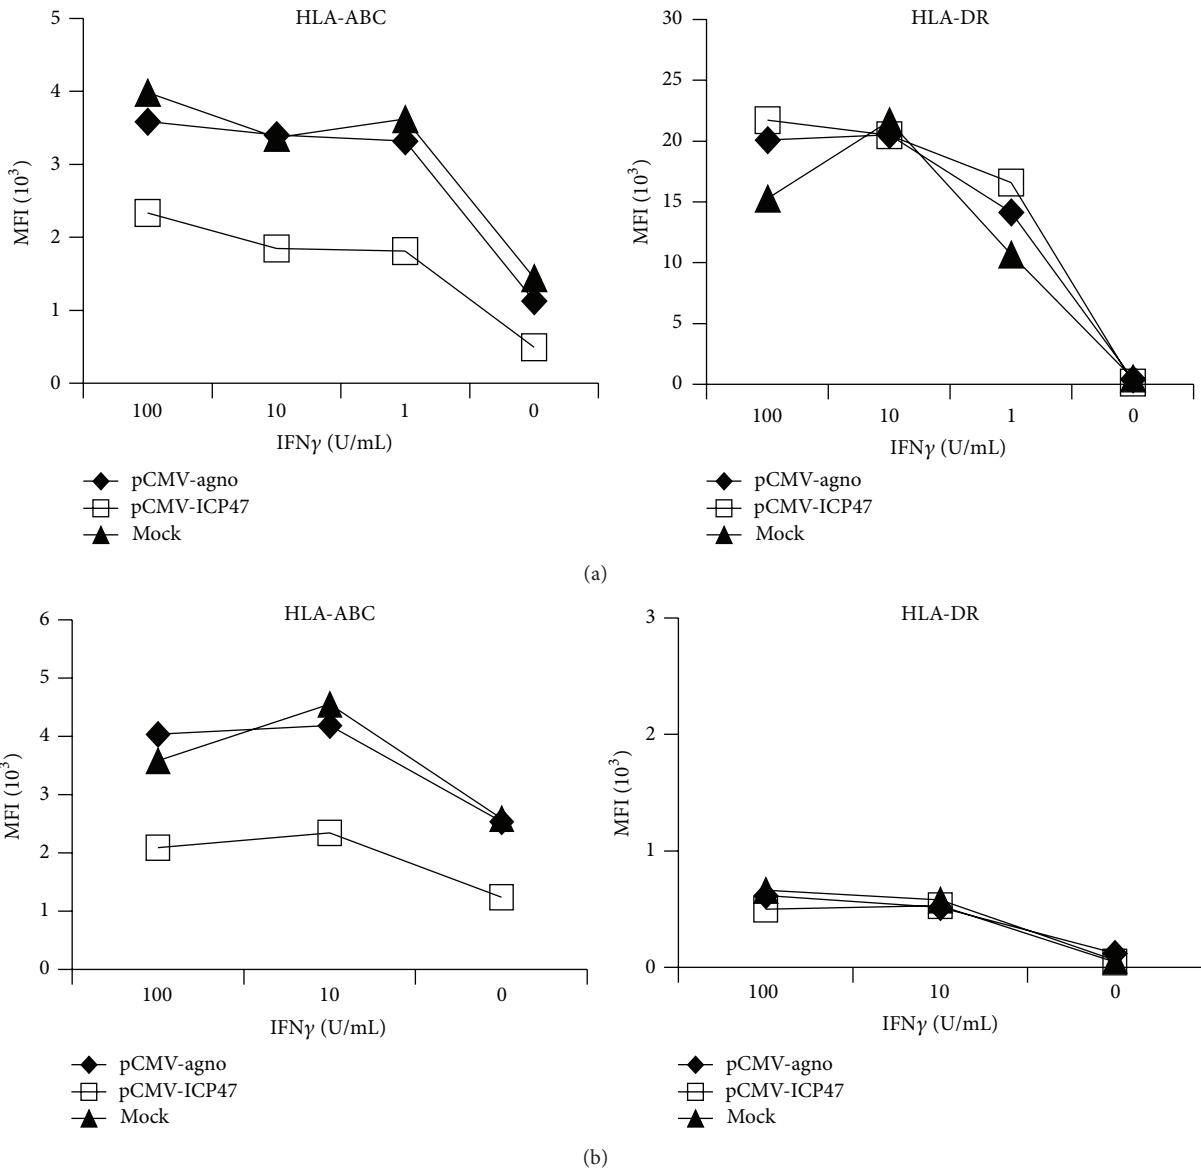 HLA-ABC
5
4
3
2
1
0
MFI (10³)
100 10 1 0
IFNγ (U/mL)
pCMV-agno
pCMV-ICP47
Mock
HLA-DR
30
25
20
15
10
5
0
MFI (10³)
100 10 1 0
IFNγ (U/mL)
pCMV-agno
pCMV-ICP47
Mock
(a)
HLA-ABC
6
5
4
3
2
1
0
MFI (10³)
100 10 0
IFNγ (U/mL)
pCMV-agno
pCMV-ICP47
Mock
HLA-DR
3
2
1
0
MFI (10³)
100 10 0
IFNγ (U/mL)
pCMV-agno
pCMV-ICP47
Mock
(b)